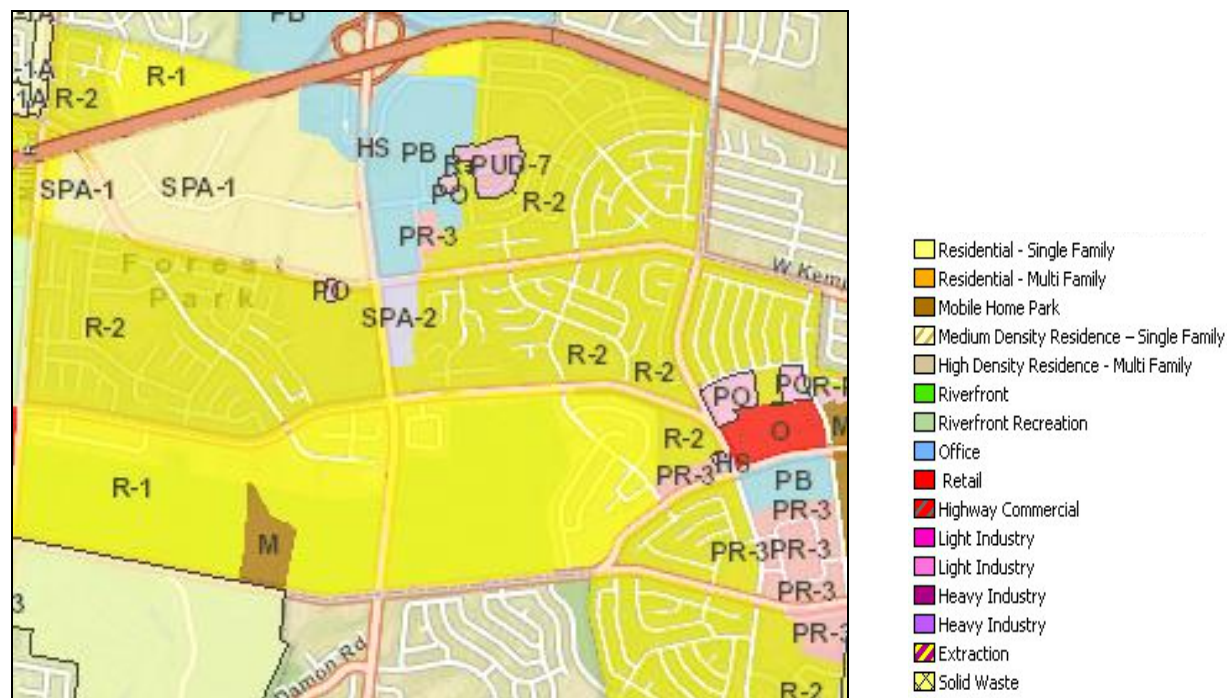 PB
R-1
-1A
R-2
HS
PB
PUD-7
PO
R-2
SPA-1
SPA-1
PR-3
Forest
Park
PO
SPA-2
R-2
R-2
R-2
PO
PO
O
R-2
HS
PR-3
PB
PR-3
R-1
M
PR-3
PR-3
PR-3
PR-3
R-2
3
M
Damon Rd
Residential - Single Family
Residential - Multi Family
Mobile Home Park
Medium Density Residence – Single Family
High Density Residence - Multi Family
Riverfront
Riverfront Recreation
Office
Retail
Highway Commercial
Light Industry
Light Industry
Heavy Industry
Heavy Industry
Extraction
Solid Waste